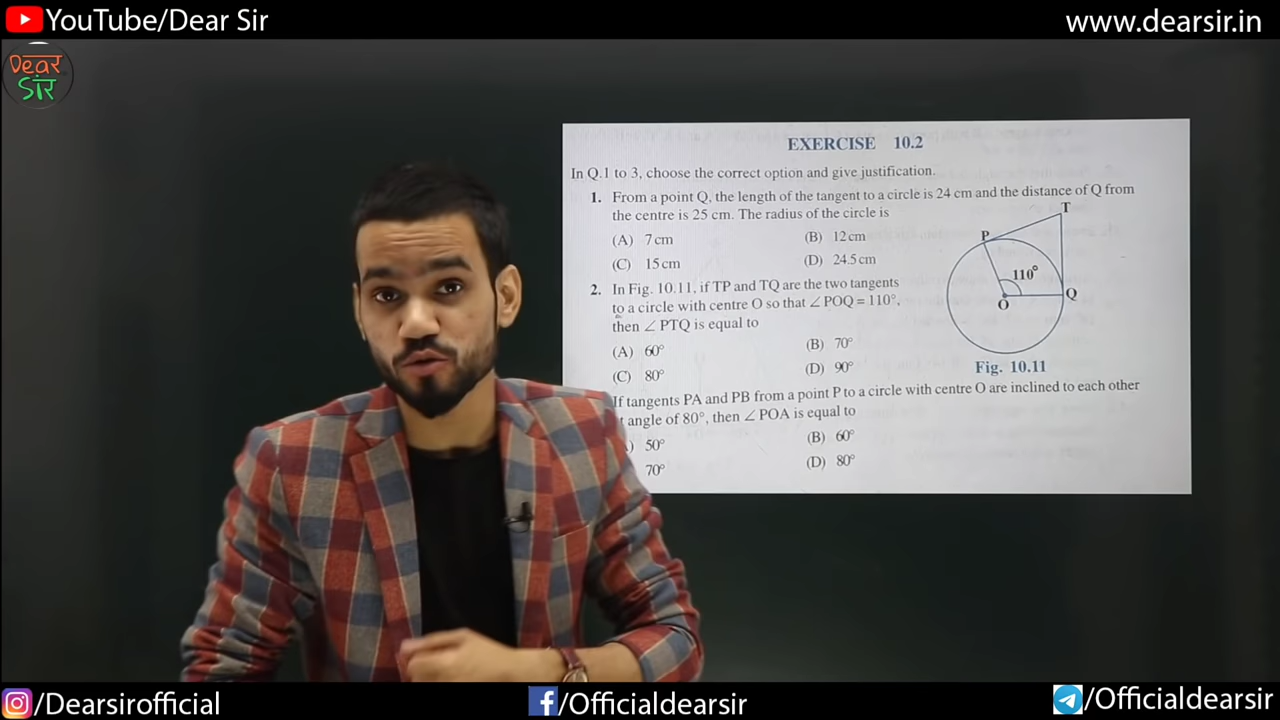 YouTube/Dear Sir
www.dearsir.in
Dear
सर
EXERCISE 10.2
In Q.1 to 3, choose the correct option and give justification.
1. From a point Q, the length of the tangent to a circle is 24 cm and the distance of Q from
the centre is 25 cm. The radius of the circle is
(A) 7 cm (B) 12 cm
(C) 15 cm (D) 24.5 cm
2. In Fig. 10.11, if TP and TQ are the two tangents
to a circle with centre O so that ∠ POQ = 110°,
then ∠ PTQ is equal to
(A) 60° (B) 70°
(C) 80° (D) 90°
T
P
110°
O
Q
Fig. 10.11
If tangents PA and PB from a point P to a circle with centre O are inclined to each other
angle of 80°, then ∠ POA is equal to
50° (B) 60°
70° (D) 80°
/Dearsirofficial
/Officialdearsir
/Officialdearsir